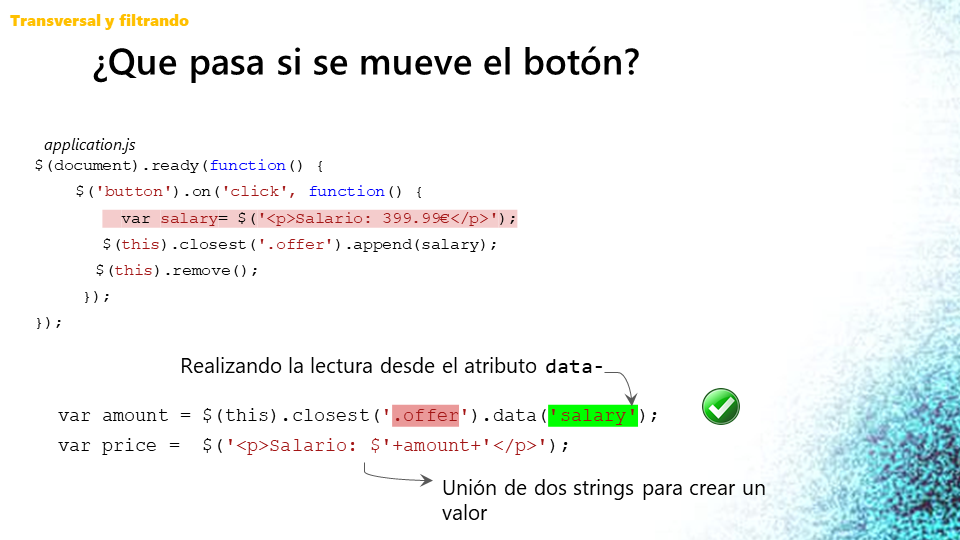 Transversal y filtrando
¿Que pasa si se mueve el botón?
application.js
$(document).ready(function() {
$('button').on('click', function() {
var salary= $('<p>Salario: 399.99€</p>');
$(this).closest('.offer').append(salary);
$(this).remove();
});
});
Realizando la lectura desde el atributo data-
var amount = $(this).closest('.offer').data('salary');
var price =  $('<p>Salario: $'+amount+'</p>');
Unión de dos strings para crear un
valor